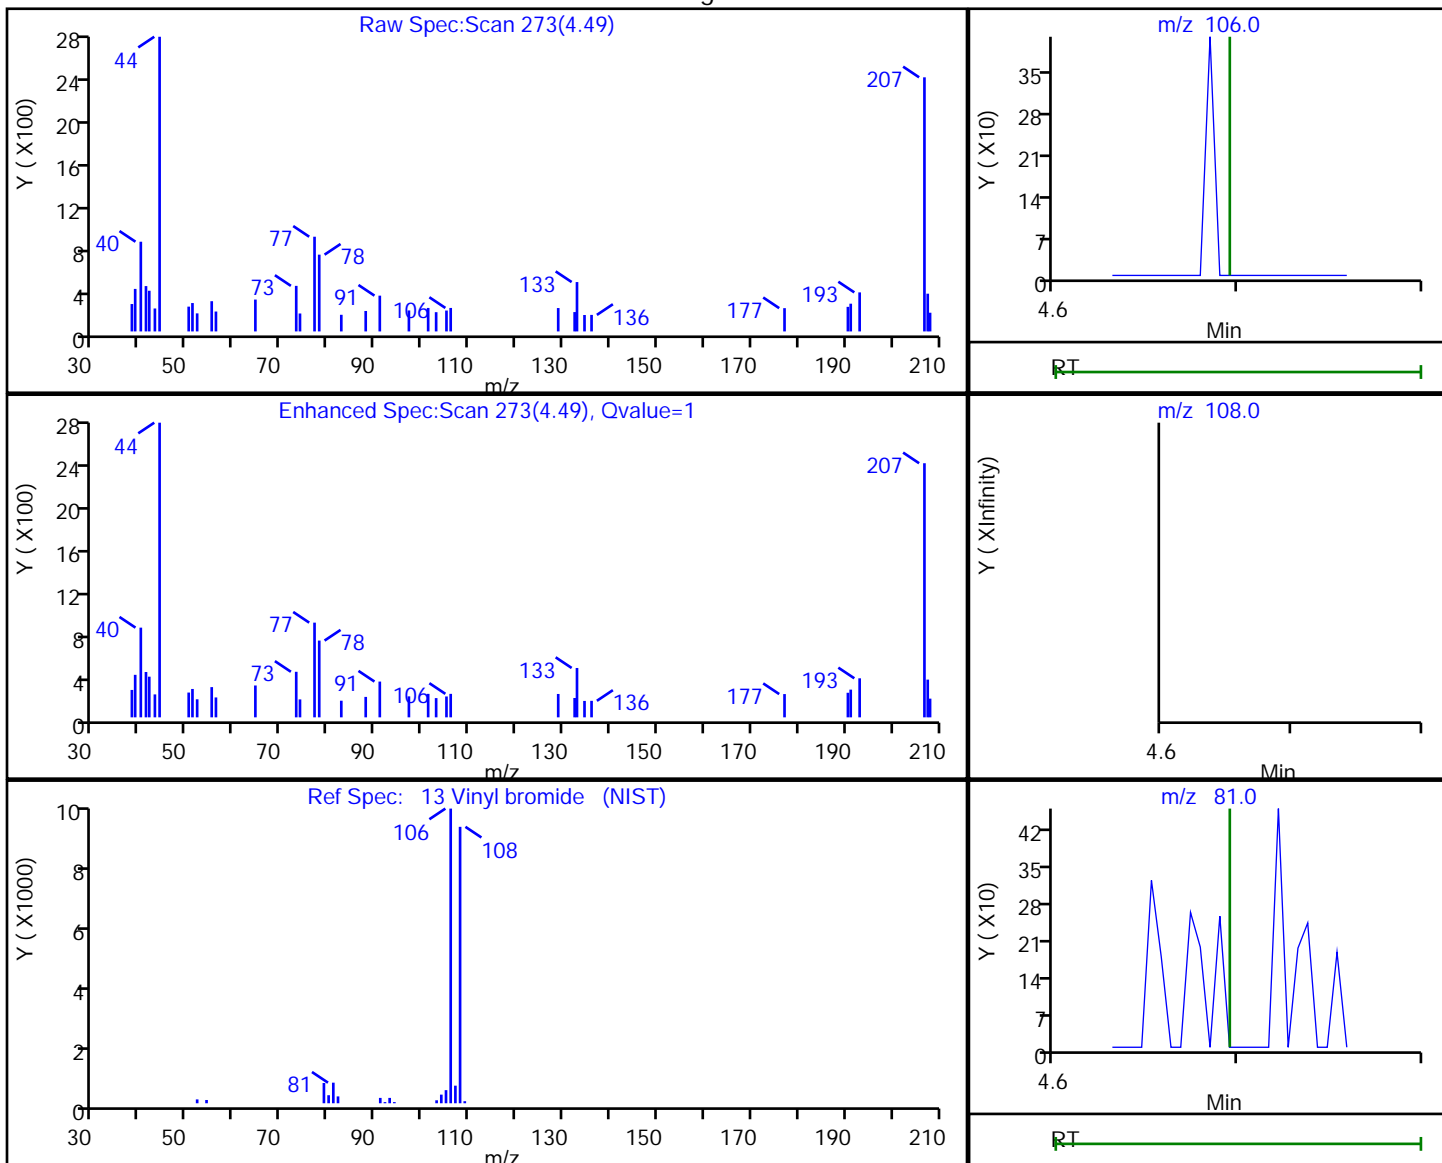 Raw Spec:Scan 273(4.49)
Y ( X100)
28
24
20
16
12
8
4
0
44
40
77
78
73
91
106
133
136
177
193
207
30 50 70 90 110 130 150 170 190 210
m/z
m/z 106.0
Y ( X10)
35
28
21
14
7
0
4.6
Min
RT
Enhanced Spec:Scan 273(4.49), Qvalue=1
Y ( X100)
28
24
20
16
12
8
4
0
44
40
77
78
73
91
106
133
136
177
193
207
30 50 70 90 110 130 150 170 190 210
m/z
m/z 108.0
Y ( XInfinity)
4.6
Min
Ref Spec: 13 Vinyl bromide (NIST)
Y ( X1000)
10
8
6
4
2
0
106
108
81
30 50 70 90 110 130 150 170 190 210
m/z
m/z 81.0
Y ( X10)
42
35
28
21
14
7
0
4.6
Min
RT